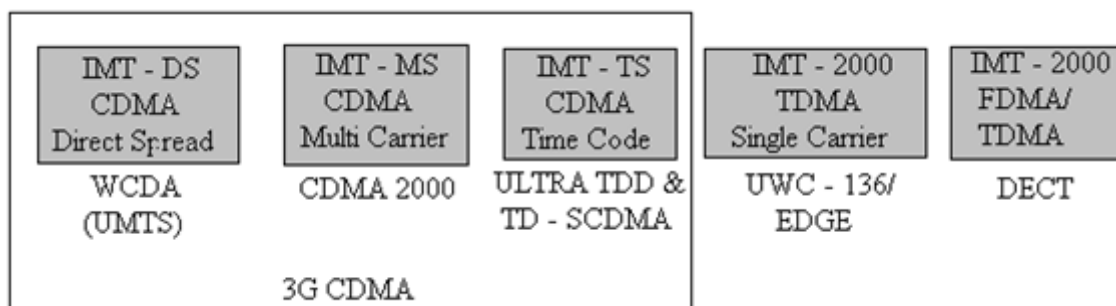 IMT - DS
CDMA
Direct Spread
WCDA
(UMTS)
IMT - MS
CDMA
Multi Carrier
CDMA 2000
IMT - TS
CDMA
Time Code
ULTRA TDD &
TD - SCDMA
IMT - 2000
TDMA
Single Carrier
UWC - 136/
EDGE
IMT - 2000
FDMA/
TDMA
DECT
3G CDMA